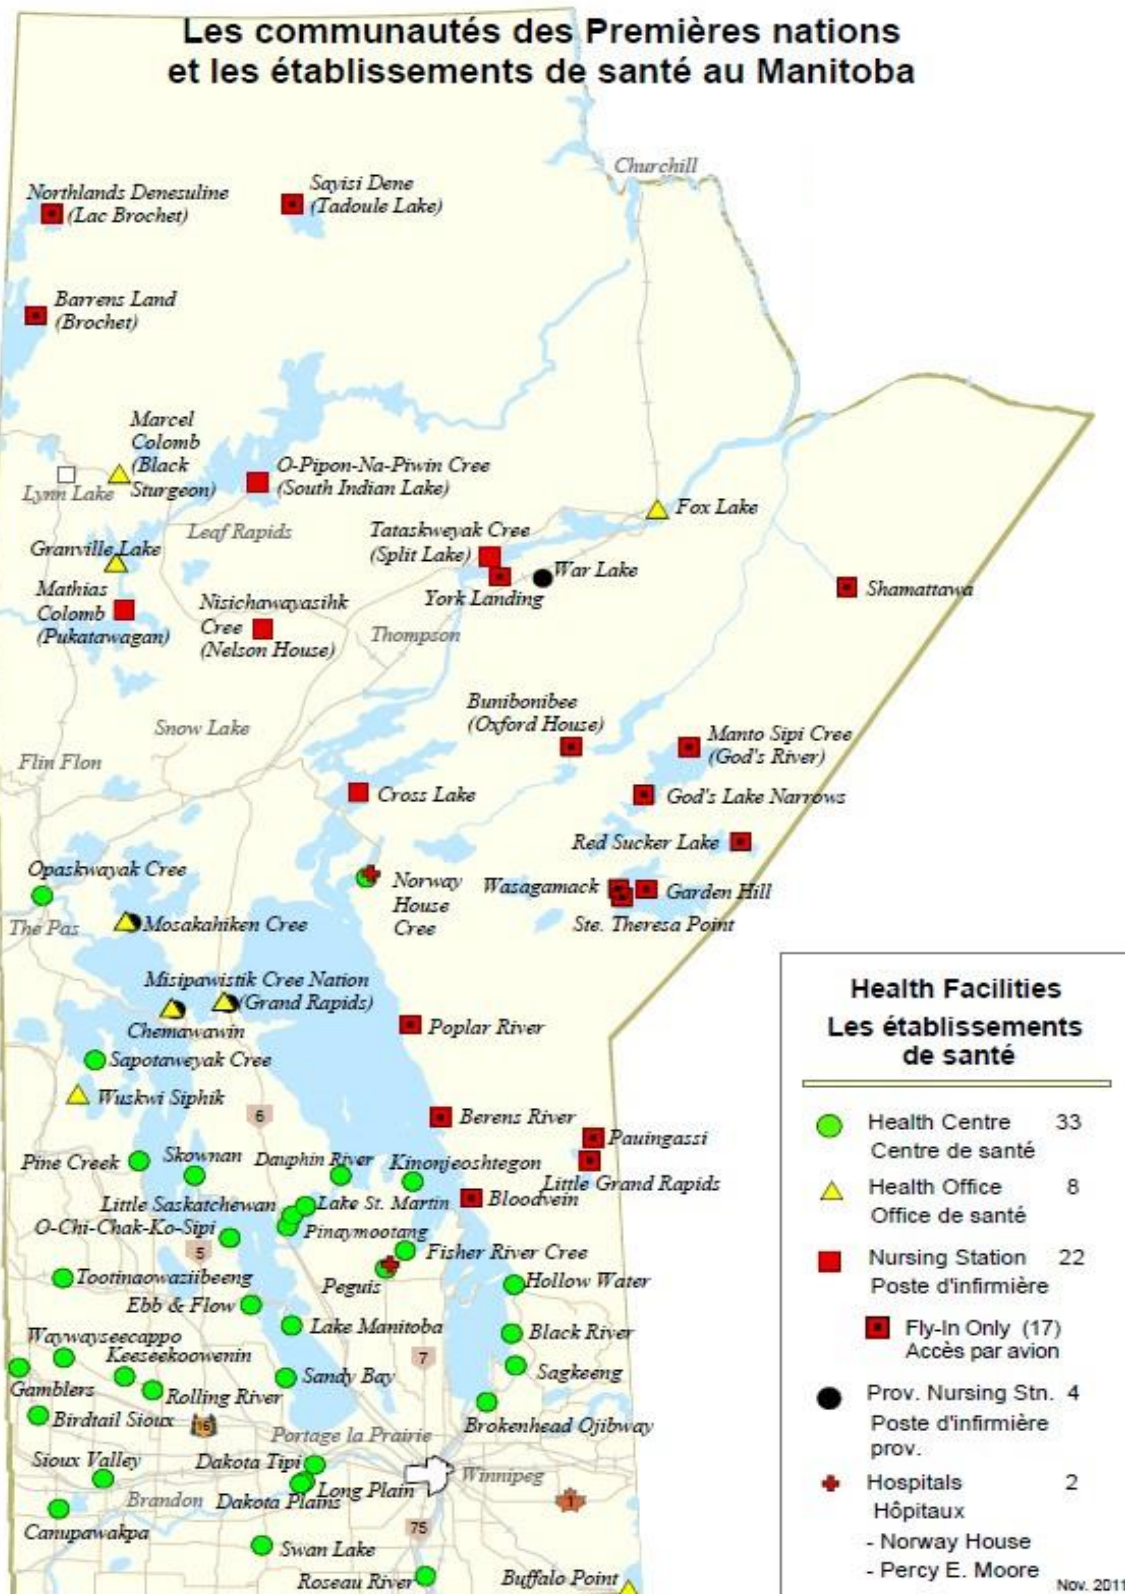 Les communautés des Premières nations
et les établissements de santé au Manitoba
Churchill
Northlands Denesuline
(Lac Brochet)
Sayisi Dene
(Tadoule Lake)
Barrens Land
(Brochet)
Marcel
Colomb
(Black
Sturgeon)
Lynn Lake
O-Pipon-Na-Piwin Cree
(South Indian Lake)
Leaf Rapids
Fox Lake
Granville Lake
Tataskweyak Cree
(Split Lake)
War Lake
York Landing
Shamattawa
Mathias
Colomb
(Pukatawagan)
Nisichawayasihk
Cree
(Nelson House)
Thompson
Bunibonibee
(Oxford House)
Snow Lake
Manto Sipi Cree
(God's River)
Flin Flon
Cross Lake
God's Lake Narrows
Red Sucker Lake
Opaskwayak Cree
Norway
House
Cree
Wasagamack
Garden Hill
Ste. Theresa Point
The Pas
Mosakahiken Cree
Misipawistik Cree Nation
(Grand Rapids)
Chemawawin
Poplar River
Sapotaweyak Cree
Wuskwi Siphik
6
Berens River
Pauingassi
Pine Creek
Skownan
Dauphin River
Kinonjeoshtegon
Little Grand Rapids
Little Saskatchewan
Lake St. Martin
Bloodvein
O-Chi-Chak-Ko-Sipi
Pinaymootang
5
Fisher River Cree
Tootinaowaziibeeng
Peguis
Hollow Water
Ebb & Flow
Lake Manitoba
Black River
Waywayseecappo
Keeseekoowenin
7
Sagkeeng
Gamblers
Rolling River
Sandy Bay
Birdtail Sioux
16
Brokenhead Ojibway
Portage la Prairie
Sioux Valley
Dakota Tipi
Winnipeg
Long Plain
Brandon
Dakota Plains
1
Canupawakpa
75
Swan Lake
Roseau River
Buffalo Point
Health Facilities
Les établissements
de santé
Health Centre 33
Centre de santé
Health Office 8
Office de santé
Nursing Station 22
Poste d'infirmière
Fly-In Only (17)
Accès par avion
Prov. Nursing Stn. 4
Poste d'infirmière
prov.
Hospitals 2
Hôpitaux
- Norway House
- Percy E. Moore
Nov. 2011